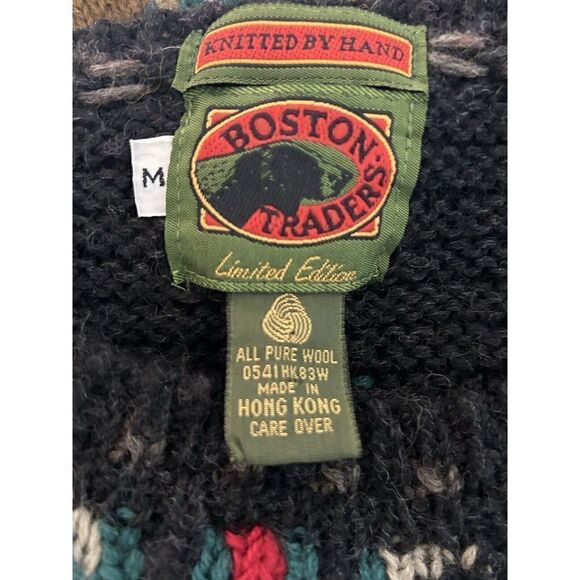 KNITTED BY HAND
BOSTON
TRADERS
M
Limited Edition
ALL PURE WOOL
0541HK83W
MADE IN
HONG KONG
CARE OVER